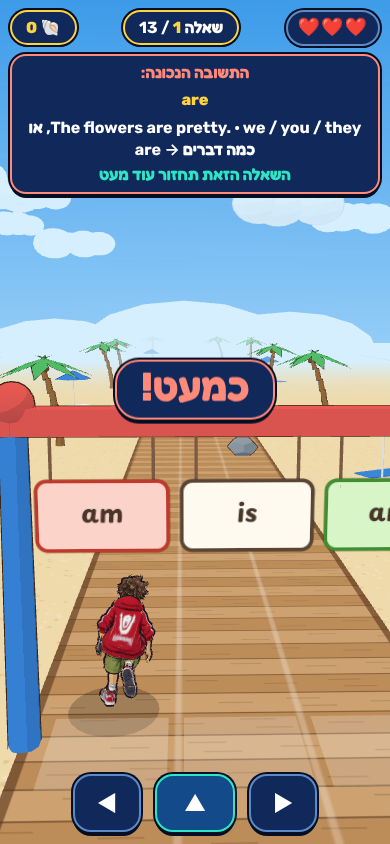 שאלה 1 / 13
0
התשובה הנכונה:
are
The flowers are pretty. • we / you / they, או
כמה דברים → are
השאלה הזאת תחזור עוד מעט
כמעט!
am
is